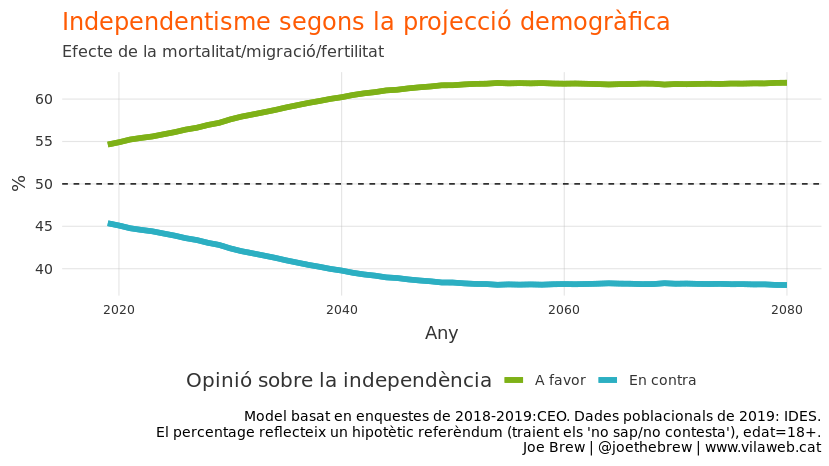 Independentisme segons la projecció demogràfica
Efecte de la mortalitat/migració/fertilitat
60
55
50
45
40
%
2020 2040 2060 2080
Any
Opinió sobre la independència A favor En contra
Model basat en enquestes de 2018-2019:CEO. Dades poblacionals de 2019: IDES.
El percentage reflecteix un hipotètic referèndum (traient els 'no sap/no contesta'), edat=18+.
Joe Brew | @joethebrew | www.vilaweb.cat